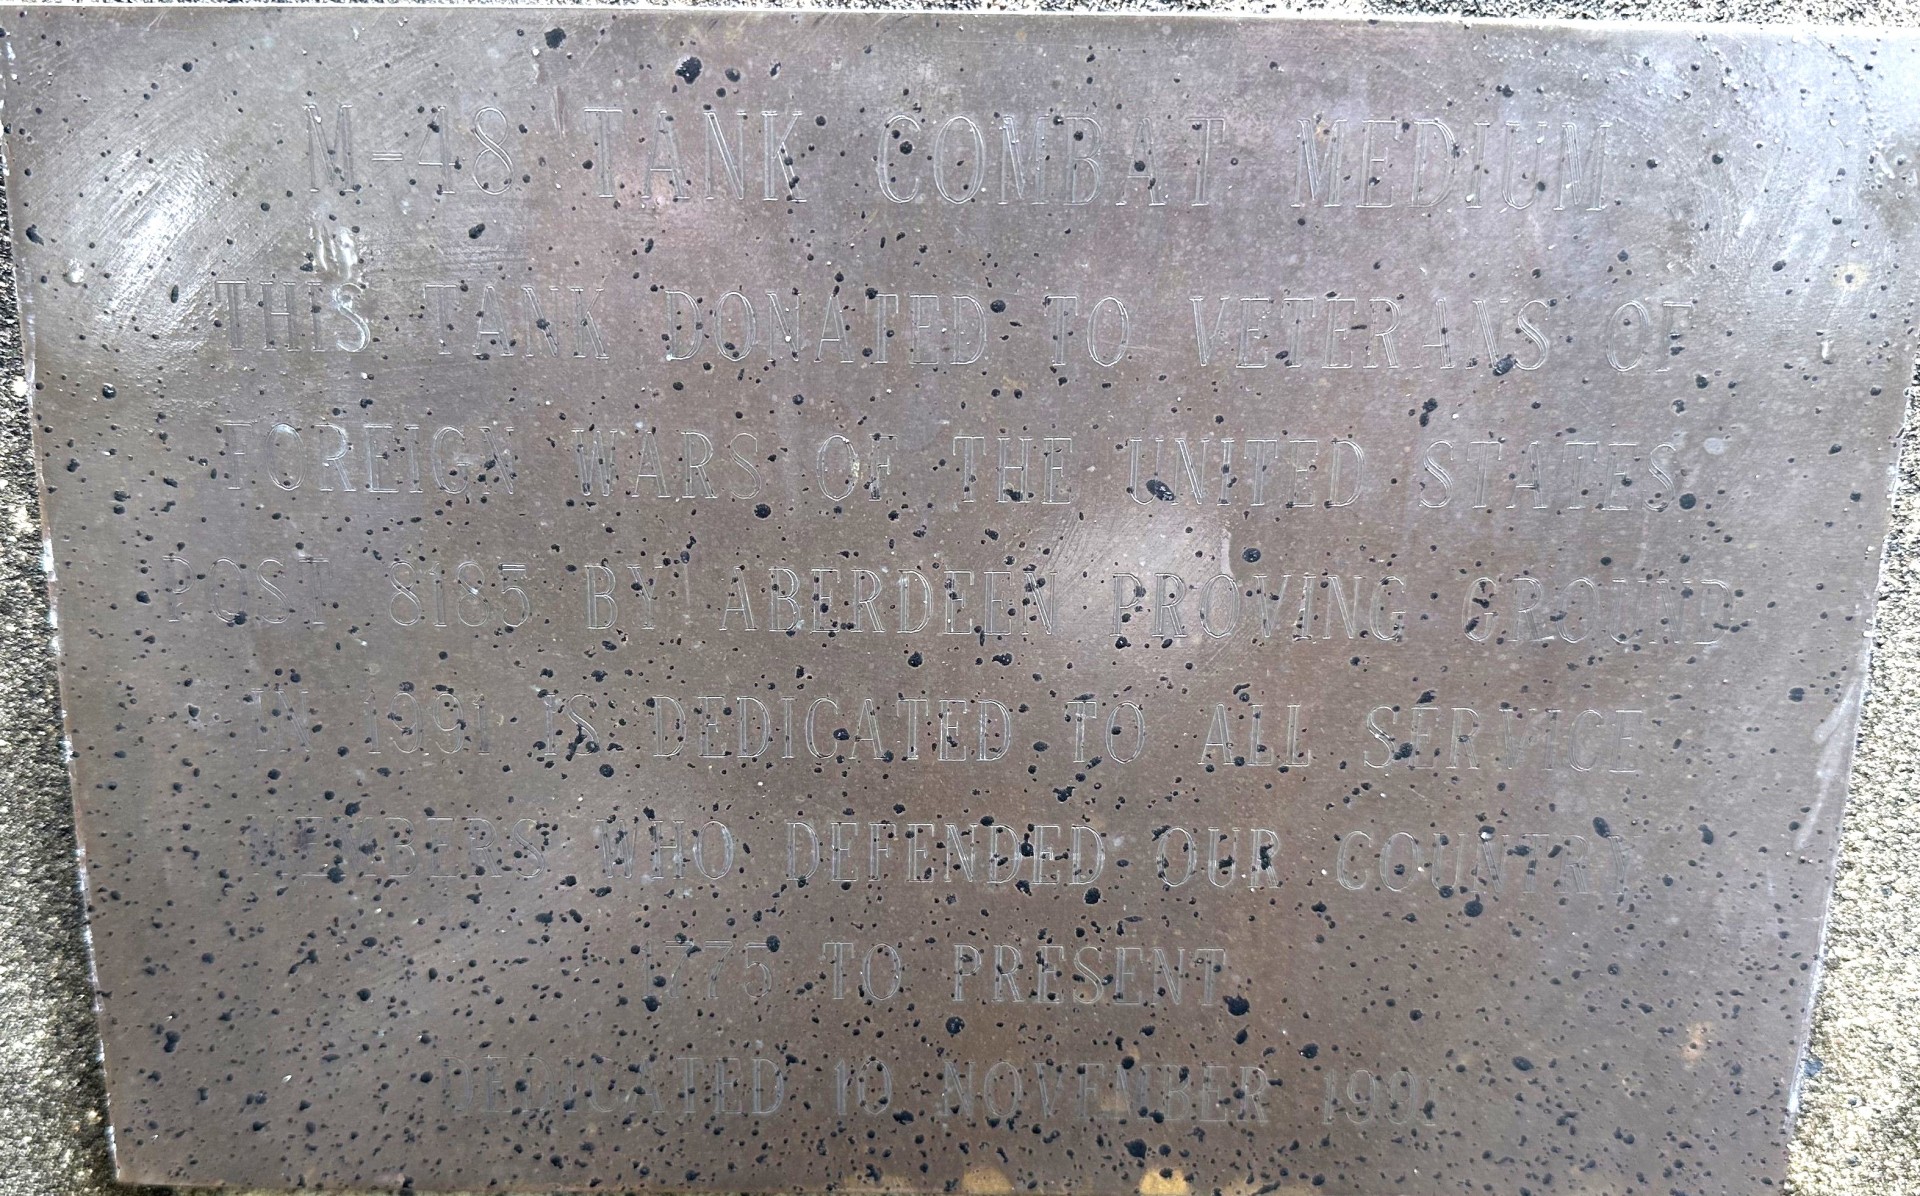 M-48 TANK COMBAT MEDIUM
THIS TANK DONATED TO VETERANS OF
FOREIGN WARS OF THE UNITED STATES
POST 8185 BY ABERDEEN PROVING GROUND
IN 1991 IS DEDICATED TO ALL SERVICE
MEMBERS WHO DEFENDED OUR COUNTRY
1775 TO PRESENT
DEDICATED 10 NOVEMBER 1991